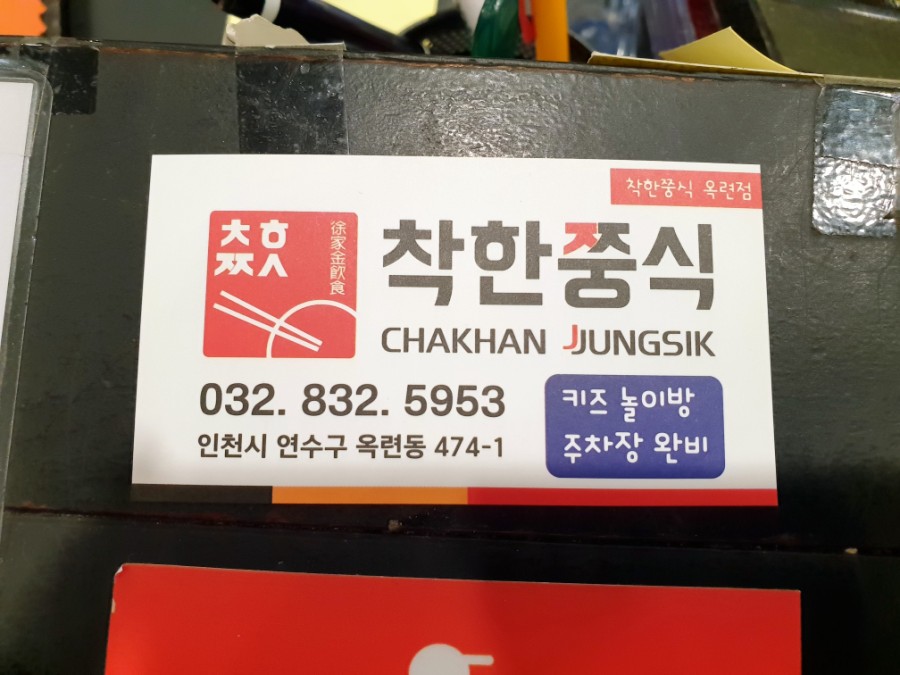 착한쭝식 옥련점
ㅊㅎ
ㅉㅅ
徐家金飮食
착한쭝식
CHAKHAN JJUNGSIK
032. 832. 5953
인천시 연수구 옥련동 474-1
키즈 놀이방
주차장 완비